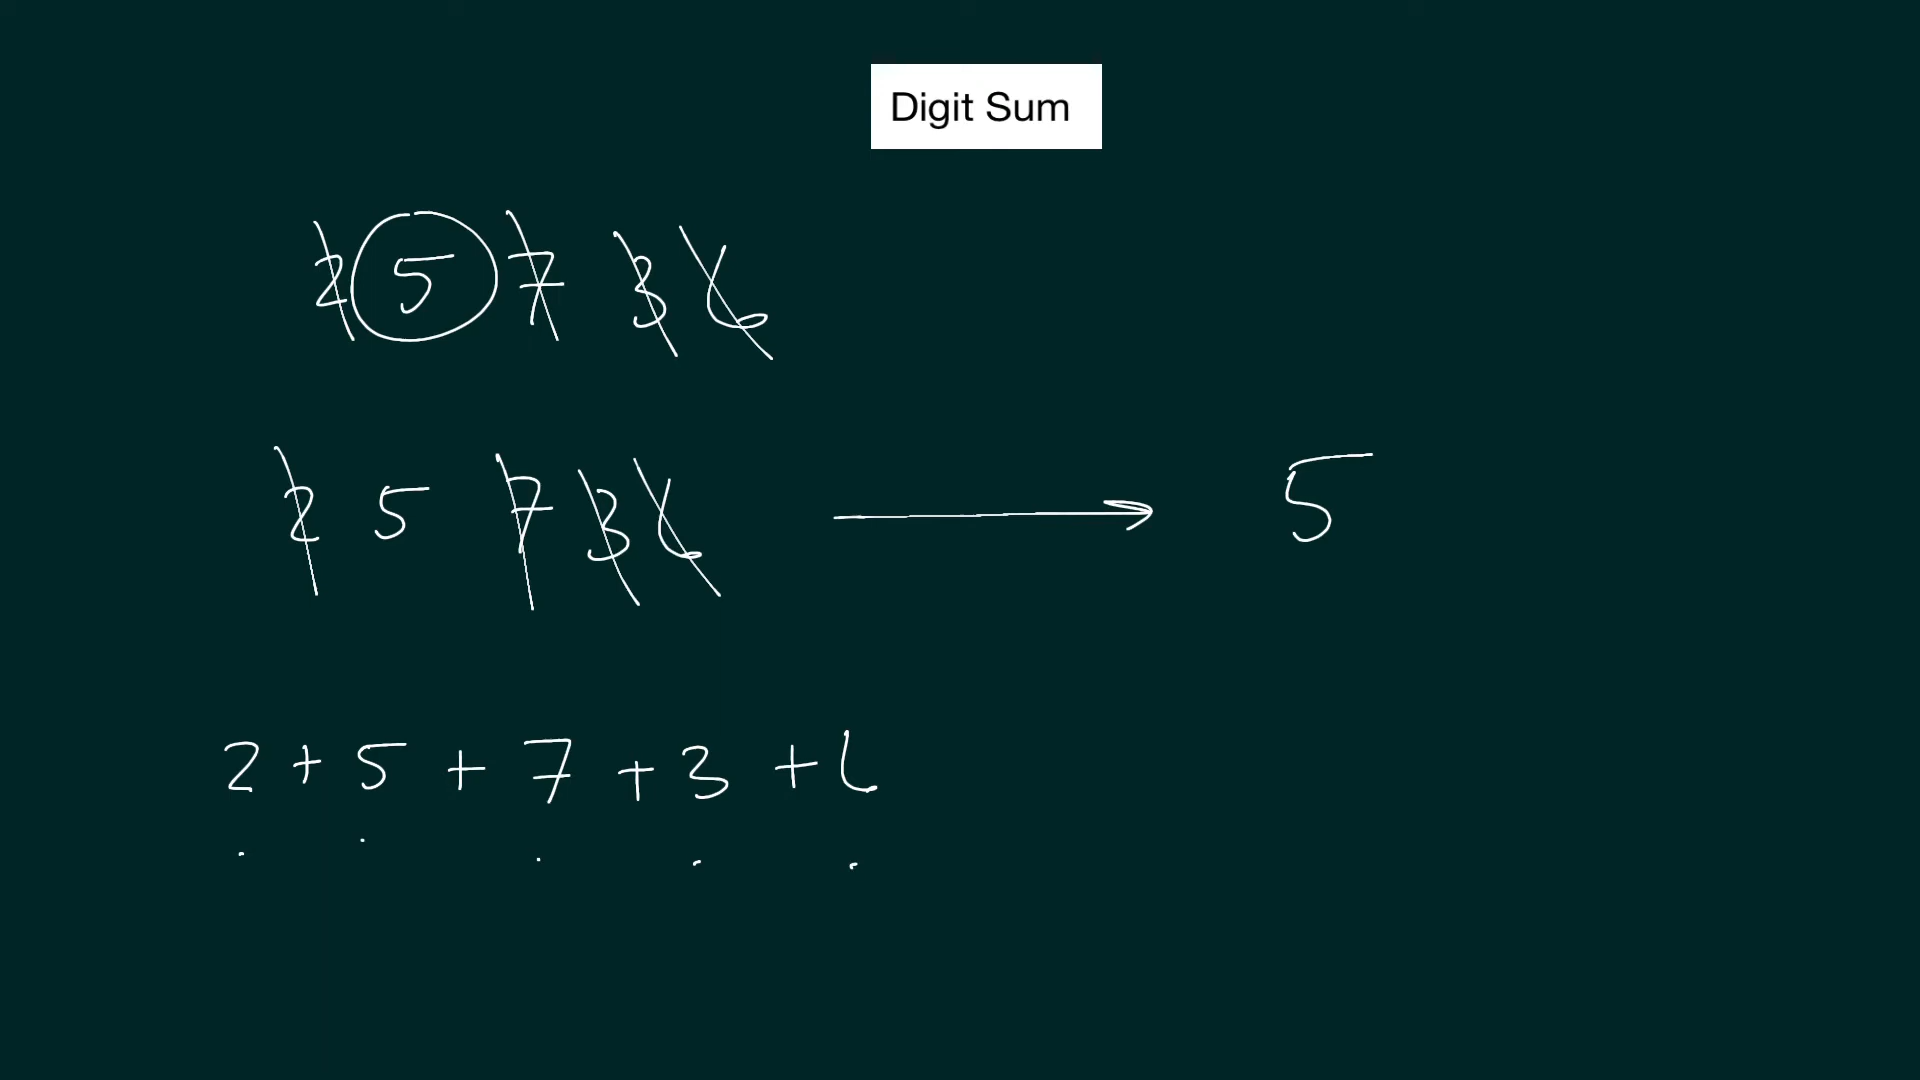 Digit Sum
2 5 7 3 6
2 5 7 3 6 → 5
2 + 5 + 7 + 3 + 6